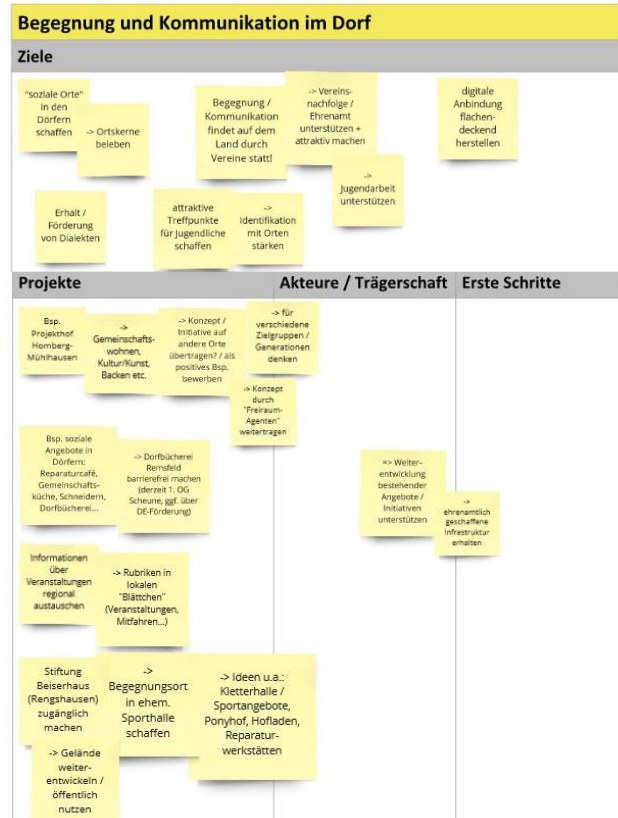 Begegnung und Kommunikation im Dorf
Ziele
"soziale Orte"
in den
Dörfern
schaffen
-> Ortskerne
beleben
Begegnung /
Kommunikation
findet auf dem
Land durch
Vereine statt!
-> Vereins-
nachfolge /
Ehrenamt
unterstützen +
attraktiv machen
digitale
Anbindung
flächen-
deckend
herstellen
->
Jugendarbeit
unterstützen
Erhalt /
Förderung
von Dialekten
attraktive
Treffpunkte
für Jugendliche
schaffen
->
Identifikation
mit Orten
stärken
Projekte
Akteure / Trägerschaft
Erste Schritte
Bsp.
Projekthof
Homberg-
Mühlhausen
->
Gemeinschafts-
wohnen,
Kultur/Kunst,
Backen etc.
-> Konzept /
Initiative auf
andere Orte
übertragen? / als
positives Bsp.
bewerben
-> für
verschiedene
Zielgruppen /
Generationen
denken
-> Konzept
durch
"Freiraum-
Agenten"
weitertragen
Bsp. soziale
Angebote in
Dörfern:
Reparaturcafé,
Gemeinschafts-
küche, Schneidern,
Dorfbücherei...
-> Dorfbücherei
Remsfeld
barrierefrei machen
(derzeit 1. OG
Scheune, ggf. über
DE-Förderung)
=> Weiter-
entwicklung
bestehender
Angebote /
Initiativen
unterstützen
->
ehrenamtlich
geschaffene
Infrastruktur
erhalten
Informationen
über
Veranstaltungen
regional
austauschen
-> Rubriken in
lokalen
"Blättchen"
(Veranstaltungen,
Mitfahren...)
Stiftung
Beiserhaus
(Rengshausen)
zugänglich
machen
->
Begegnungsort
in ehem.
Sporthalle
schaffen
-> Ideen u.a.:
Kletterhalle /
Sportangebote,
Ponyhof, Hofladen,
Reparatur-
werkstätten
-> Gelände
weiter-
entwickeln /
öffentlich
nutzen